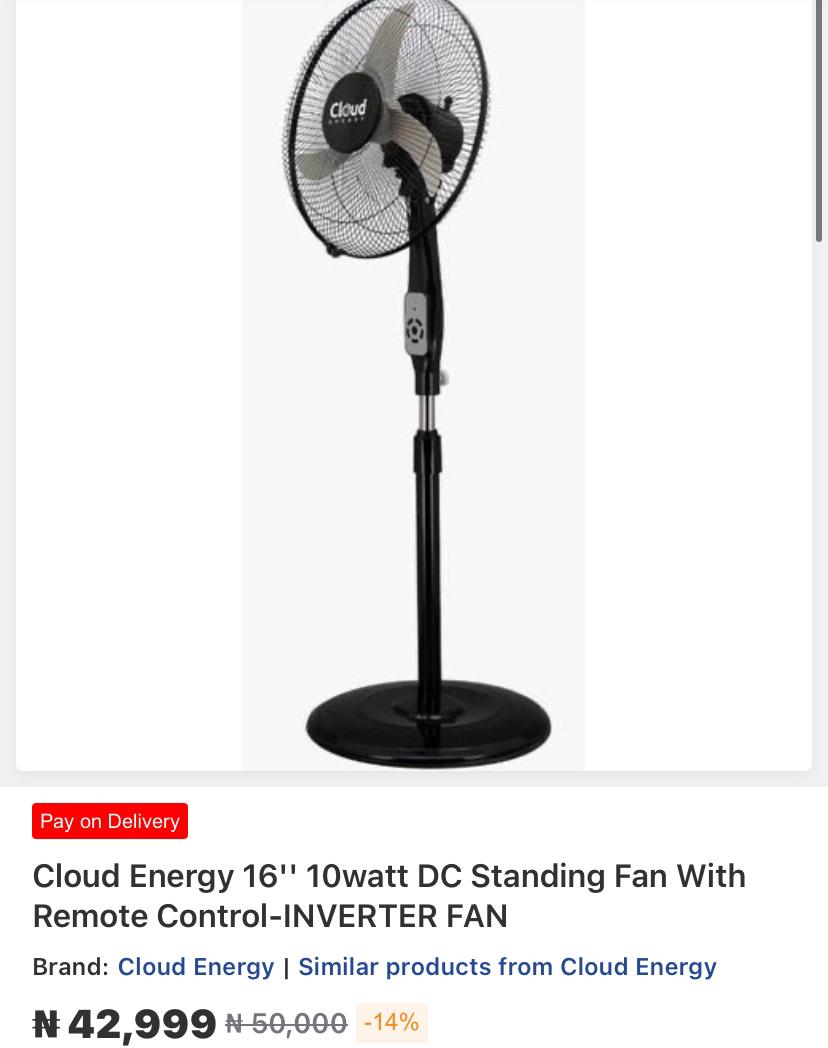 Cloud
ENERGY
Pay on Delivery
Cloud Energy 16'' 10watt DC Standing Fan With
Remote Control-INVERTER FAN
Brand: Cloud Energy | Similar products from Cloud Energy
₦ 42,999 ₦ 50,000 -14%